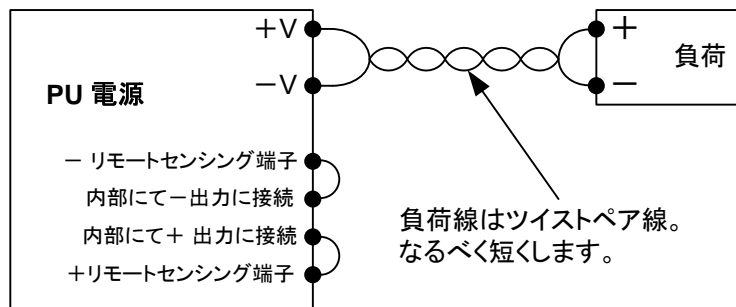 +V
-V
PU 電源
- リモートセンシング端子
内部にて-出力に接続
内部にて+ 出力に接続
+リモートセンシング端子
+
-
負荷
負荷線はツイストペア線。
なるべく短くします。